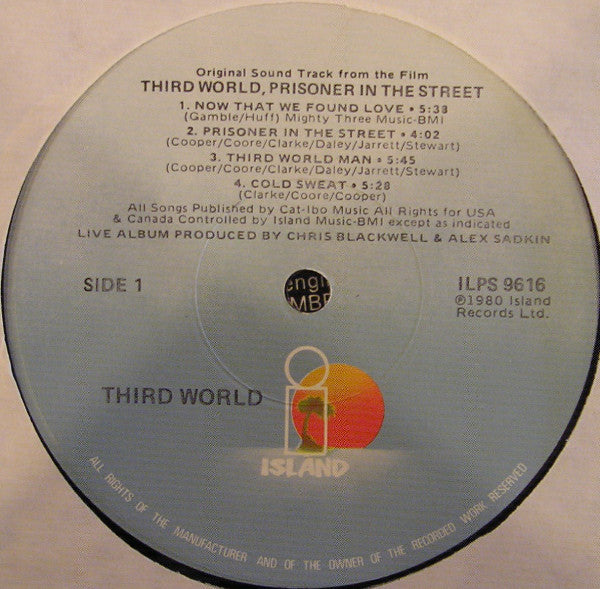 Original Sound Track from the Film
THIRD WORLD, PRISONER IN THE STREET
1. NOW THAT WE FOUND LOVE • 5:38
(Gamble/Huff) Mighty Three Music-BMI
2. PRISONER IN THE STREET • 4:02
(Cooper/Coore/Clarke/Daley/Jarrett/Stewart)
3. THIRD WORLD MAN • 5:45
(Cooper/Coore/Clarke/Daley/Jarrett/Stewart)
4. COLD SWEAT • 5:28
(Clarke/Coore/Cooper)
All Songs Published by Cat-Ibo Music All Rights for USA
& Canada Controlled by Island Music-BMI except as indicated
LIVE ALBUM PRODUCED BY CHRIS BLACKWELL & ALEX SADKIN
SIDE 1
ILPS 9616
℗1980 Island
Records Ltd.
THIRD WORLD
i
ISLAND
ALL RIGHTS OF THE MANUFACTURER AND OF THE OWNER OF THE RECORDED WORK RESERVED